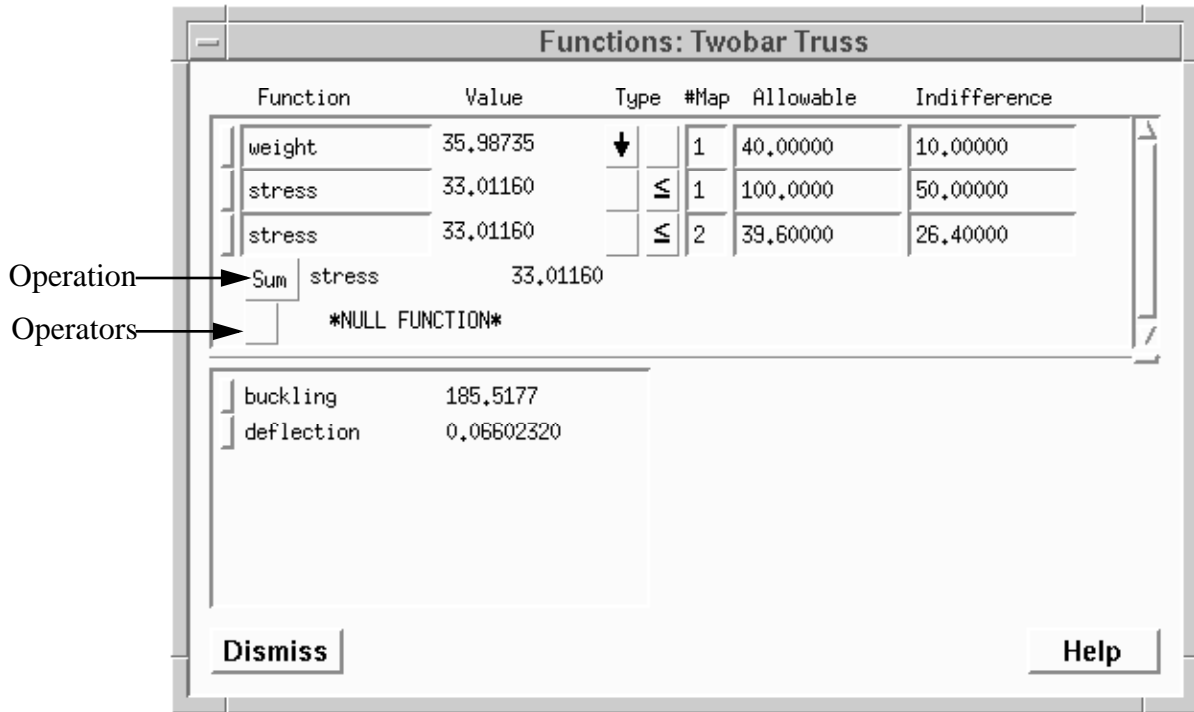 Functions: Twobar Truss
Function Value Type #Map Allowable Indifference
weight 35.98735 1 40.00000 10.00000
stress 33.01160 ≤ 1 100.0000 50.00000
stress 33.01160 ≤ 2 39.60000 26.40000
Operation Sum stress 33.01160
Operators *NULL FUNCTION*
buckling 185.5177
deflection 0.06602320
Dismiss Help